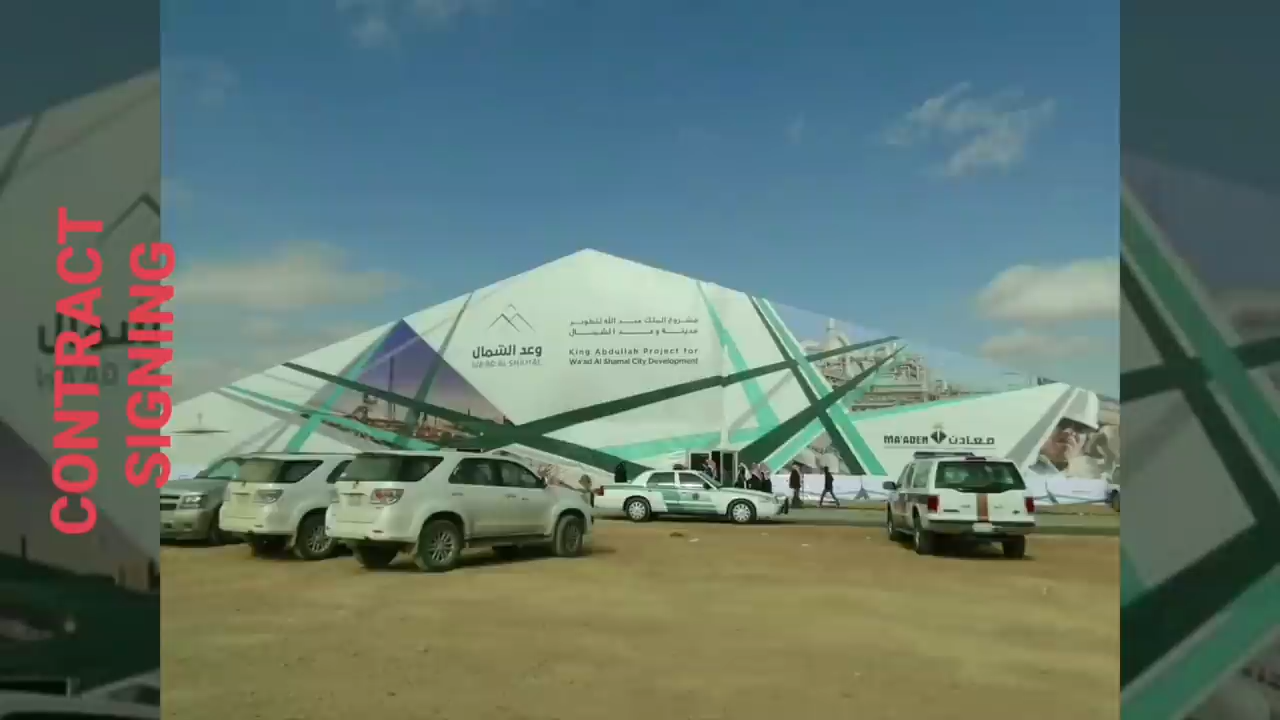 CONTRACT
SIGNING
وعد الشمال
WA'AD AL SHAMAL
مشروع الملك عبد الله لتطوير
مدينة وعد الشمال
King Abdullah Project for
Wa'ad Al Shamal City Development
MA'ADEN معادن